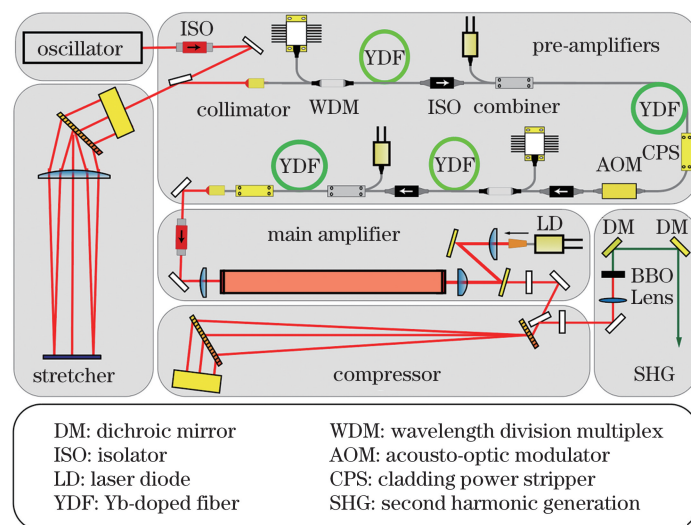 ISO
oscillator
YDF
pre-amplifiers
collimator
WDM
ISO
combiner
YDF
CPS
YDF
YDF
AOM
main amplifier
LD
DM
DM
BBO
Lens
stretcher
compressor
SHG
DM: dichroic mirror
ISO: isolator
LD: laser diode
YDF: Yb-doped fiber
WDM: wavelength division multiplex
AOM: acousto-optic modulator
CPS: cladding power stripper
SHG: second harmonic generation